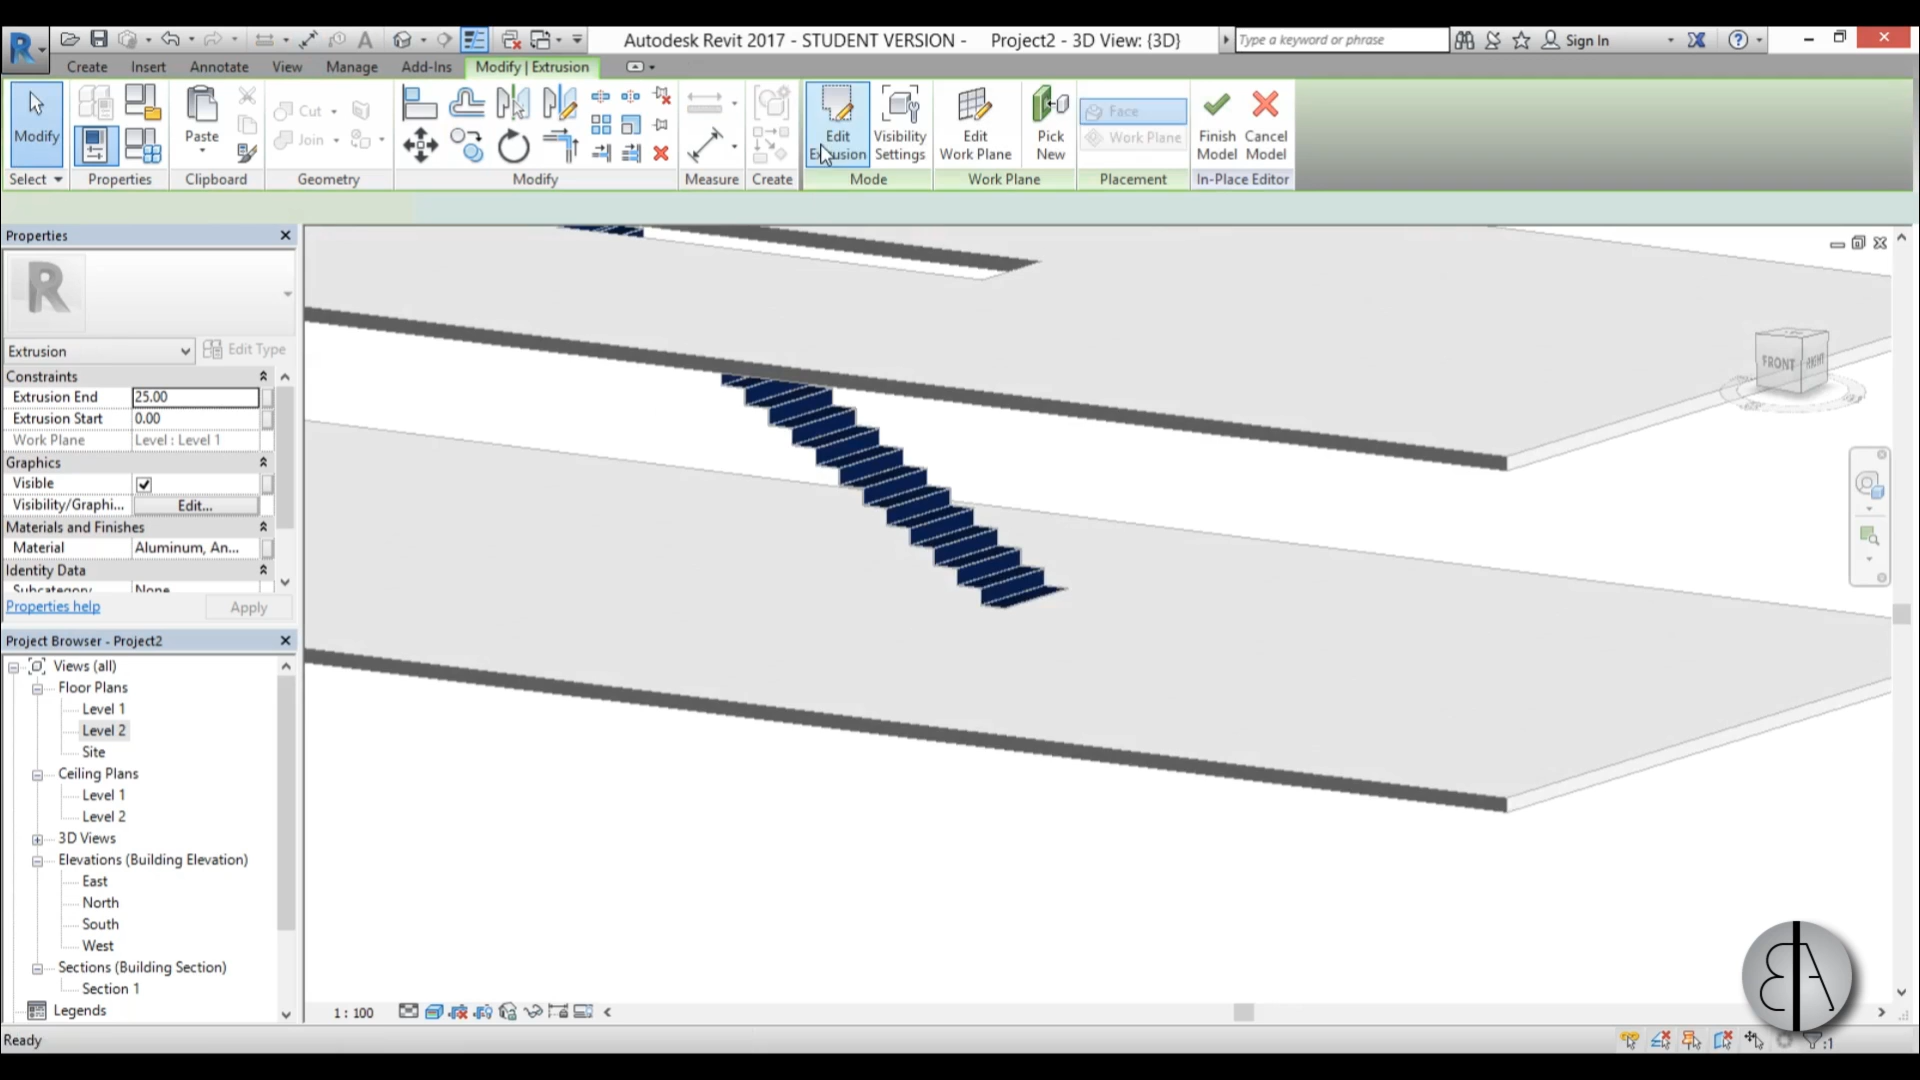 Autodesk Revit 2017 - STUDENT VERSION - Project2 - 3D View: {3D}
Type a keyword or phrase
Sign In
Create Insert Annotate View Manage Add-Ins Modify | Extrusion
Modify
Paste
Cut
Join
Edit Extrusion
Visibility Settings
Edit Work Plane
Pick New
Face
Work Plane
Finish Model
Cancel Model
Select Properties Clipboard Geometry Modify Measure Create Mode Work Plane Placement In-Place Editor
Properties
R
Extrusion
Edit Type
Constraints
Extrusion End 25.00
Extrusion Start 0.00
Work Plane Level : Level 1
Graphics
Visible
Visibility/Graphi... Edit...
Materials and Finishes
Material Aluminum, An...
Identity Data
Subcategory None
Properties help
Apply
Project Browser - Project2
Views (all)
Floor Plans
Level 1
Level 2
Site
Ceiling Plans
Level 1
Level 2
3D Views
Elevations (Building Elevation)
East
North
South
West
Sections (Building Section)
Section 1
Legends
FRONT
RIGHT
1 : 100
Ready
:1